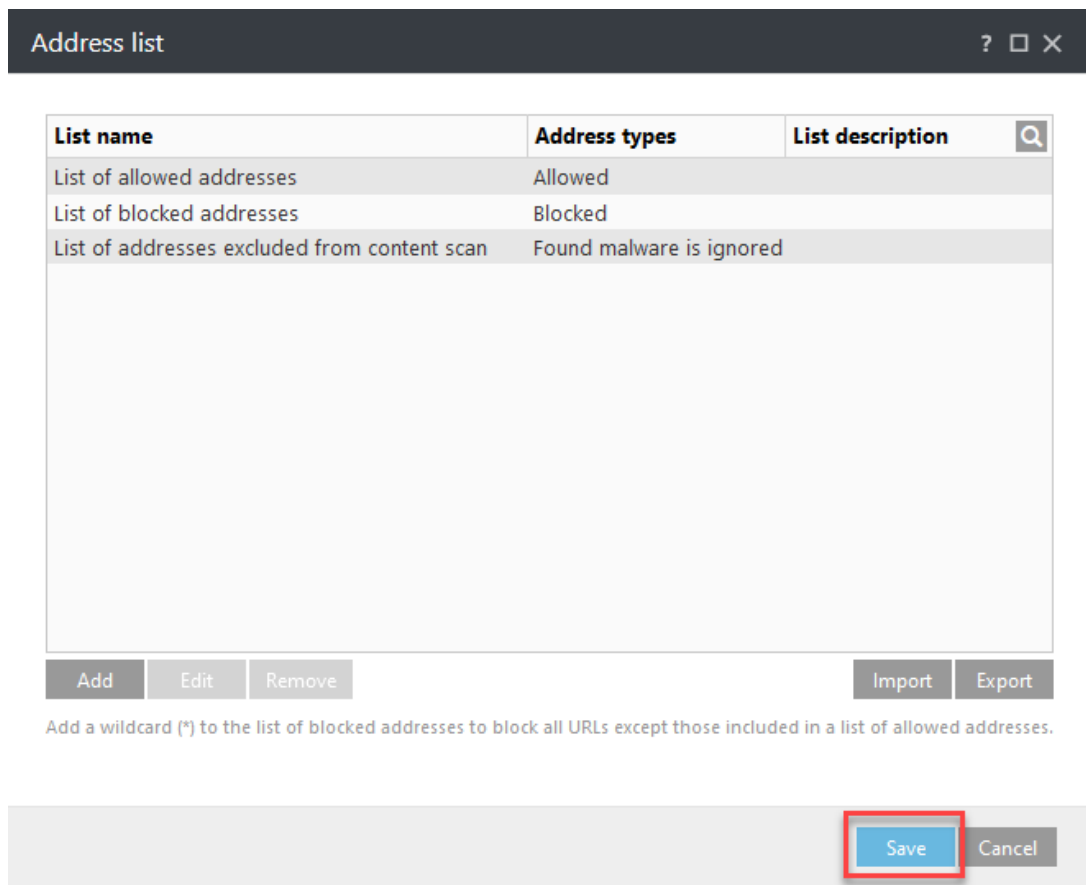 Address list ?
List name Address types List description
List of allowed addresses Allowed
List of blocked addresses Blocked
List of addresses excluded from content scan Found malware is ignored
Add Edit Remove Import Export
Add a wildcard (*) to the list of blocked addresses to block all URLs except those included in a list of allowed addresses.
Save Cancel